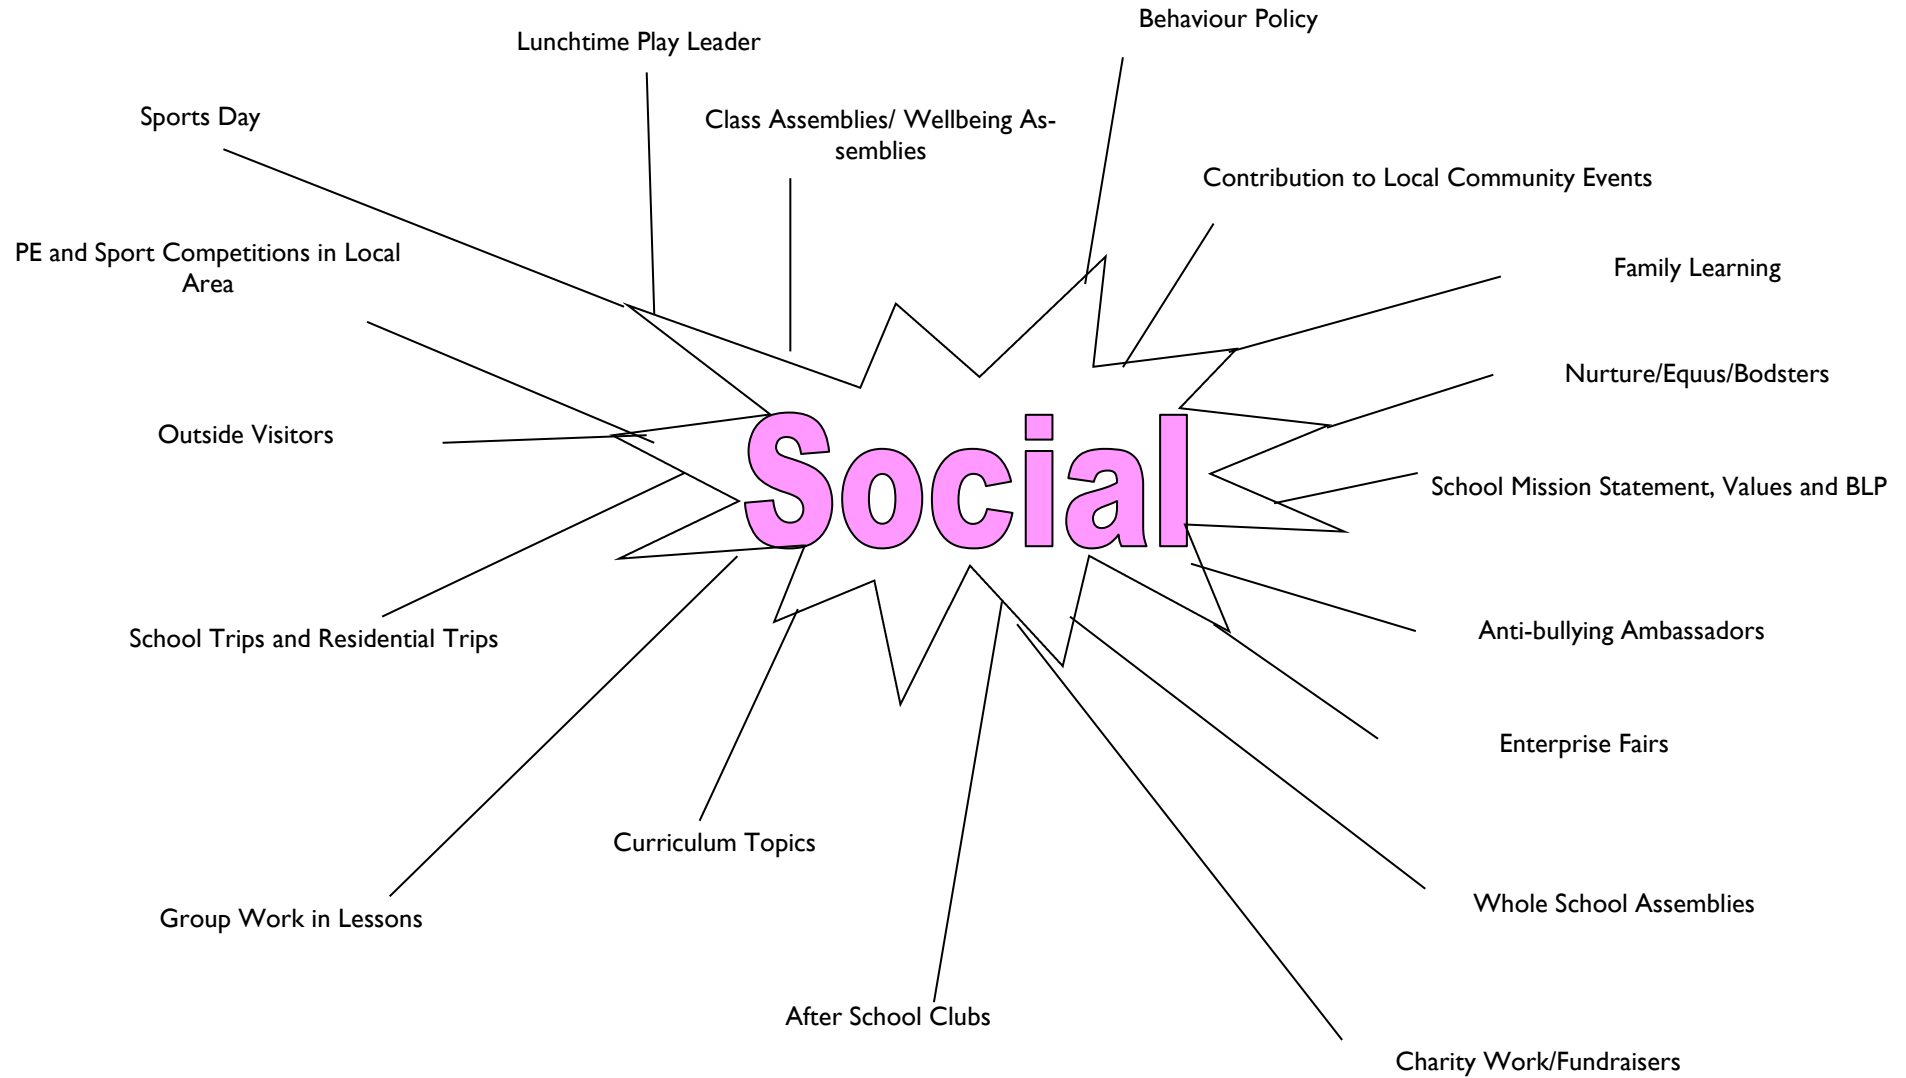 Behaviour Policy
Lunchtime Play Leader
Sports Day
Class Assemblies/ Wellbeing As-
semblies
Contribution to Local Community Events
PE and Sport Competitions in Local
Area
Family Learning
Nurture/Equus/Bodsters
Outside Visitors
Social
School Mission Statement, Values and BLP
School Trips and Residential Trips
Anti-bullying Ambassadors
Enterprise Fairs
Curriculum Topics
Group Work in Lessons
Whole School Assemblies
After School Clubs
Charity Work/Fundraisers